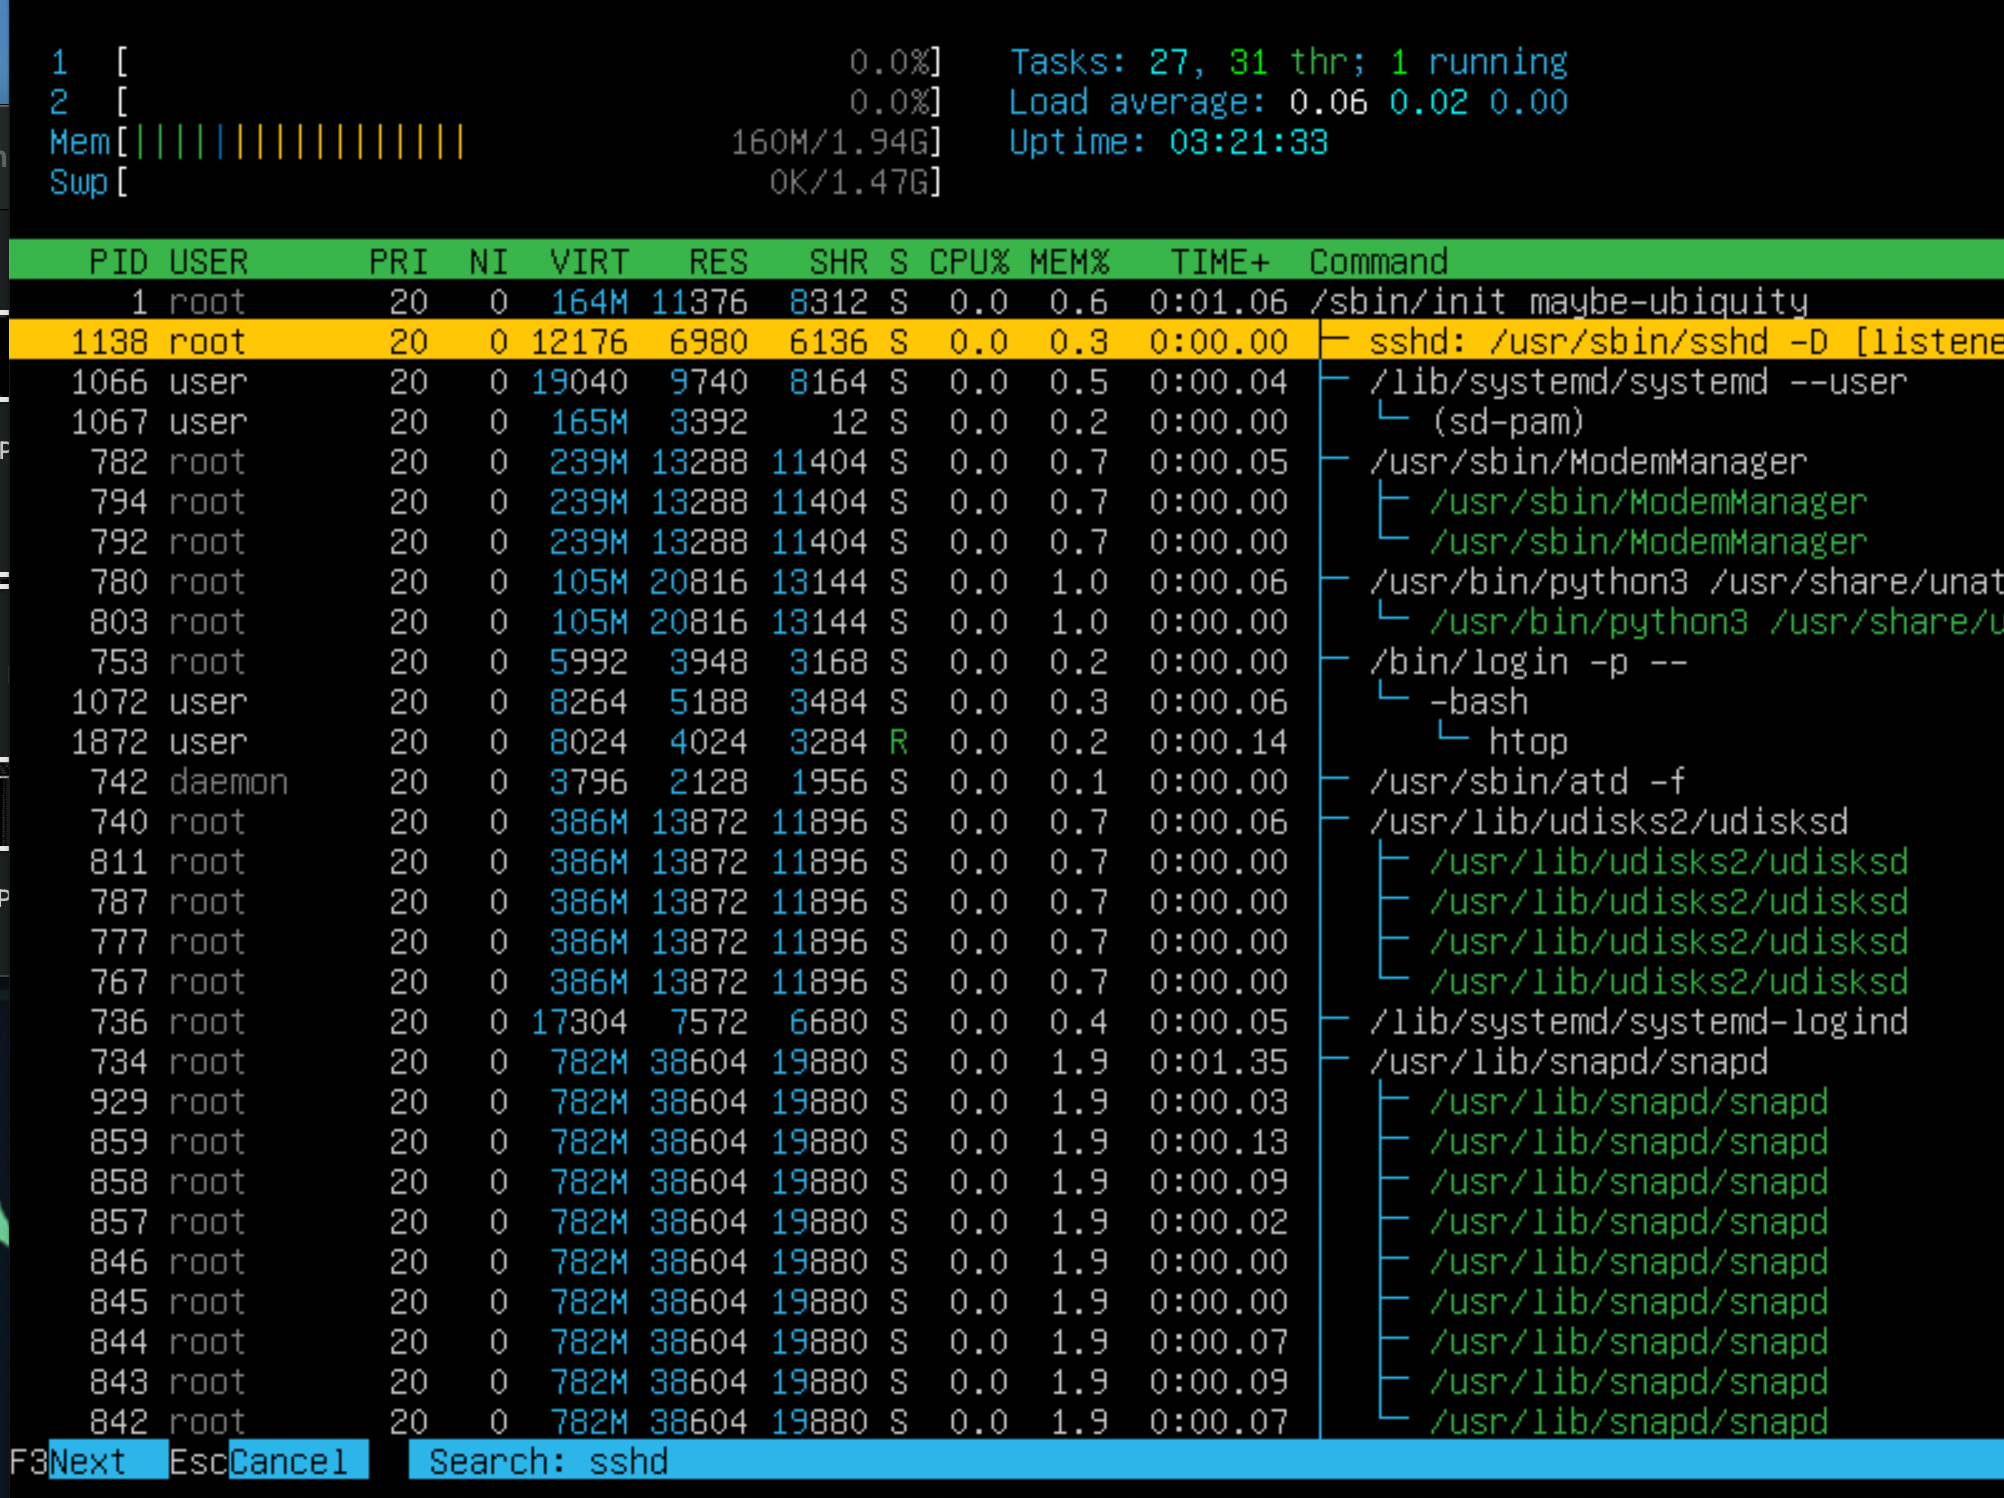 1 [ 0.0%] Tasks: 27, 31 thr; 1 running
2 [ 0.0%] Load average: 0.06 0.02 0.00
Mem[||||||||||||||||| 160M/1.94G] Uptime: 03:21:33
Swp[ 0K/1.47G]
PID USER PRI NI VIRT RES SHR S CPU% MEM% TIME+ Command
1 root 20 0 164M 11376 8312 S 0.0 0.6 0:01.06 /sbin/init maybe-ubiquity
1138 root 20 0 12176 6980 6136 S 0.0 0.3 0:00.00 ├─ sshd: /usr/sbin/sshd -D [listene
1066 user 20 0 19040 9740 8164 S 0.0 0.5 0:00.04 ├─ /lib/systemd/systemd --user
1067 user 20 0 165M 3392 12 S 0.0 0.2 0:00.00 │ └─ (sd-pam)
782 root 20 0 239M 13288 11404 S 0.0 0.7 0:00.05 ├─ /usr/sbin/ModemManager
794 root 20 0 239M 13288 11404 S 0.0 0.7 0:00.00 │ ├─ /usr/sbin/ModemManager
792 root 20 0 239M 13288 11404 S 0.0 0.7 0:00.00 │ └─ /usr/sbin/ModemManager
780 root 20 0 105M 20816 13144 S 0.0 1.0 0:00.06 ├─ /usr/bin/python3 /usr/share/unat
803 root 20 0 105M 20816 13144 S 0.0 1.0 0:00.00 │ └─ /usr/bin/python3 /usr/share/u
753 root 20 0 5992 3948 3168 S 0.0 0.2 0:00.00 ├─ /bin/login -p --
1072 user 20 0 8264 5188 3484 S 0.0 0.3 0:00.06 │ └─ -bash
1872 user 20 0 8024 4024 3284 R 0.0 0.2 0:00.14 │ └─ htop
742 daemon 20 0 3796 2128 1956 S 0.0 0.1 0:00.00 ├─ /usr/sbin/atd -f
740 root 20 0 386M 13872 11896 S 0.0 0.7 0:00.06 ├─ /usr/lib/udisks2/udisksd
811 root 20 0 386M 13872 11896 S 0.0 0.7 0:00.00 │ ├─ /usr/lib/udisks2/udisksd
787 root 20 0 386M 13872 11896 S 0.0 0.7 0:00.00 │ ├─ /usr/lib/udisks2/udisksd
777 root 20 0 386M 13872 11896 S 0.0 0.7 0:00.00 │ ├─ /usr/lib/udisks2/udisksd
767 root 20 0 386M 13872 11896 S 0.0 0.7 0:00.00 │ └─ /usr/lib/udisks2/udisksd
736 root 20 0 17304 7572 6680 S 0.0 0.4 0:00.05 ├─ /lib/systemd/systemd-logind
734 root 20 0 782M 38604 19880 S 0.0 1.9 0:01.35 ├─ /usr/lib/snapd/snapd
929 root 20 0 782M 38604 19880 S 0.0 1.9 0:00.03 │ ├─ /usr/lib/snapd/snapd
859 root 20 0 782M 38604 19880 S 0.0 1.9 0:00.13 │ ├─ /usr/lib/snapd/snapd
858 root 20 0 782M 38604 19880 S 0.0 1.9 0:00.09 │ ├─ /usr/lib/snapd/snapd
857 root 20 0 782M 38604 19880 S 0.0 1.9 0:00.02 │ ├─ /usr/lib/snapd/snapd
846 root 20 0 782M 38604 19880 S 0.0 1.9 0:00.00 │ ├─ /usr/lib/snapd/snapd
845 root 20 0 782M 38604 19880 S 0.0 1.9 0:00.00 │ ├─ /usr/lib/snapd/snapd
844 root 20 0 782M 38604 19880 S 0.0 1.9 0:00.07 │ ├─ /usr/lib/snapd/snapd
843 root 20 0 782M 38604 19880 S 0.0 1.9 0:00.09 │ ├─ /usr/lib/snapd/snapd
842 root 20 0 782M 38604 19880 S 0.0 1.9 0:00.07 │ └─ /usr/lib/snapd/snapd
F3Next EscCancel Search: sshd